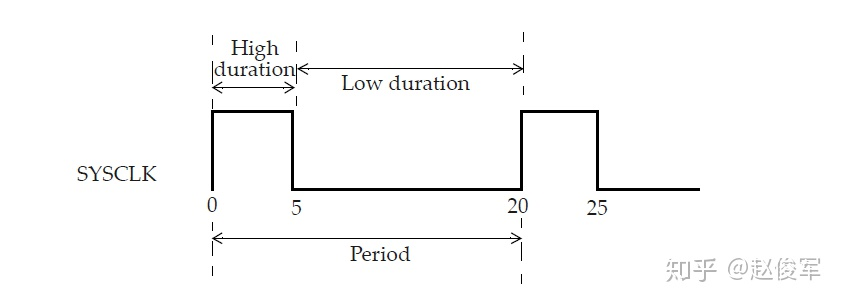 High
duration
Low duration
SYSCLK
0
5
20
25
Period
知乎 @赵俊军